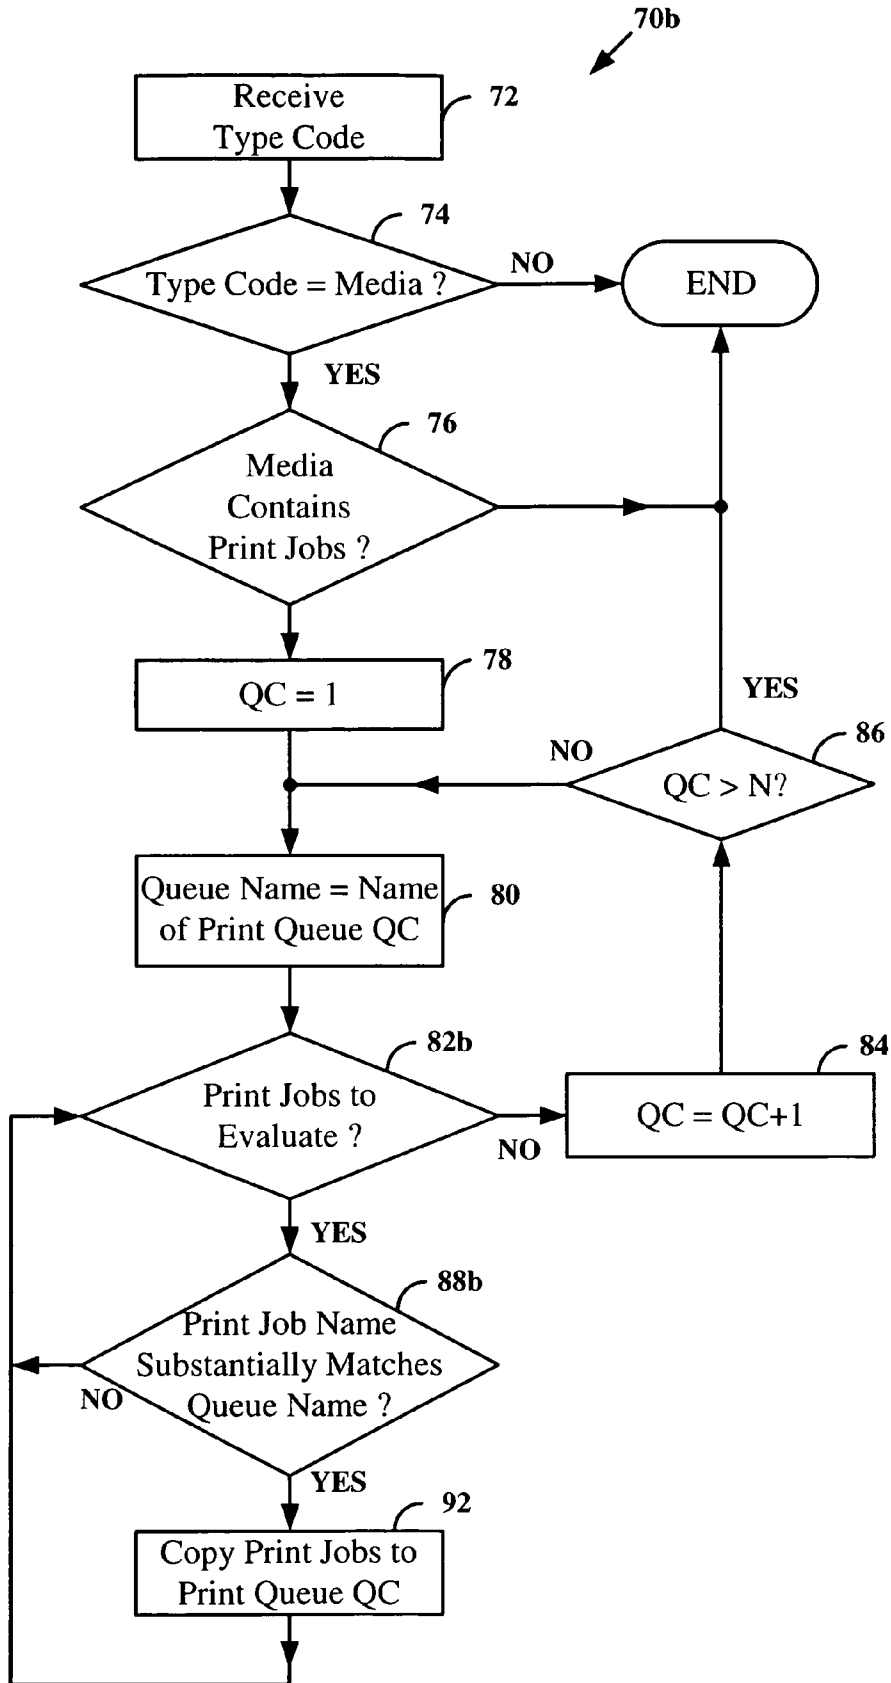 70b
Receive
Type Code
72
74
Type Code = Media ?
NO
END
YES
76
Media
Contains
Print Jobs ?
78
QC = 1
YES
86
NO
QC > N?
Queue Name = Name
of Print Queue QC
80
82b
84
Print Jobs to
Evaluate ?
NO
QC = QC+1
YES
88b
Print Job Name
Substantially Matches
Queue Name ?
NO
YES
92
Copy Print Jobs to
Print Queue QC